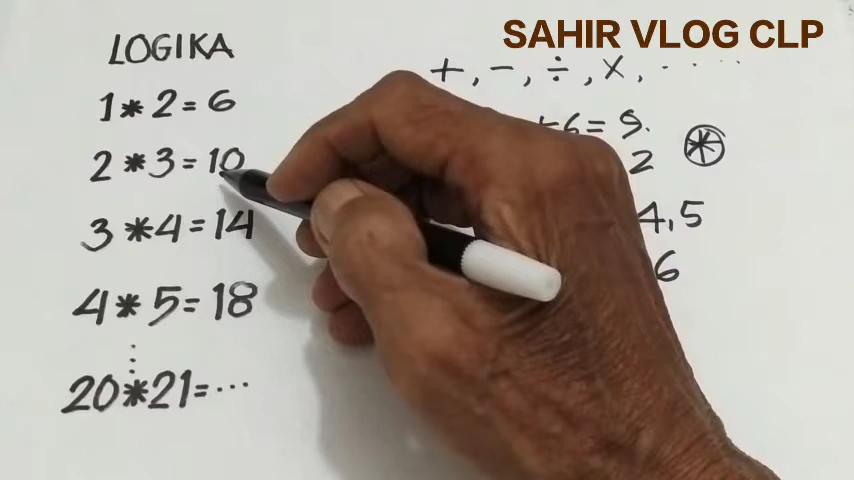 SAHIR VLOG CLP
LOGIKA
1 * 2 = 6
2 * 3 = 10
3 * 4 = 14
4 * 5 = 18
⋮
20 * 21 = ...
+, -, ÷, x, ....
+6 = 9.
2
*
4,5
6